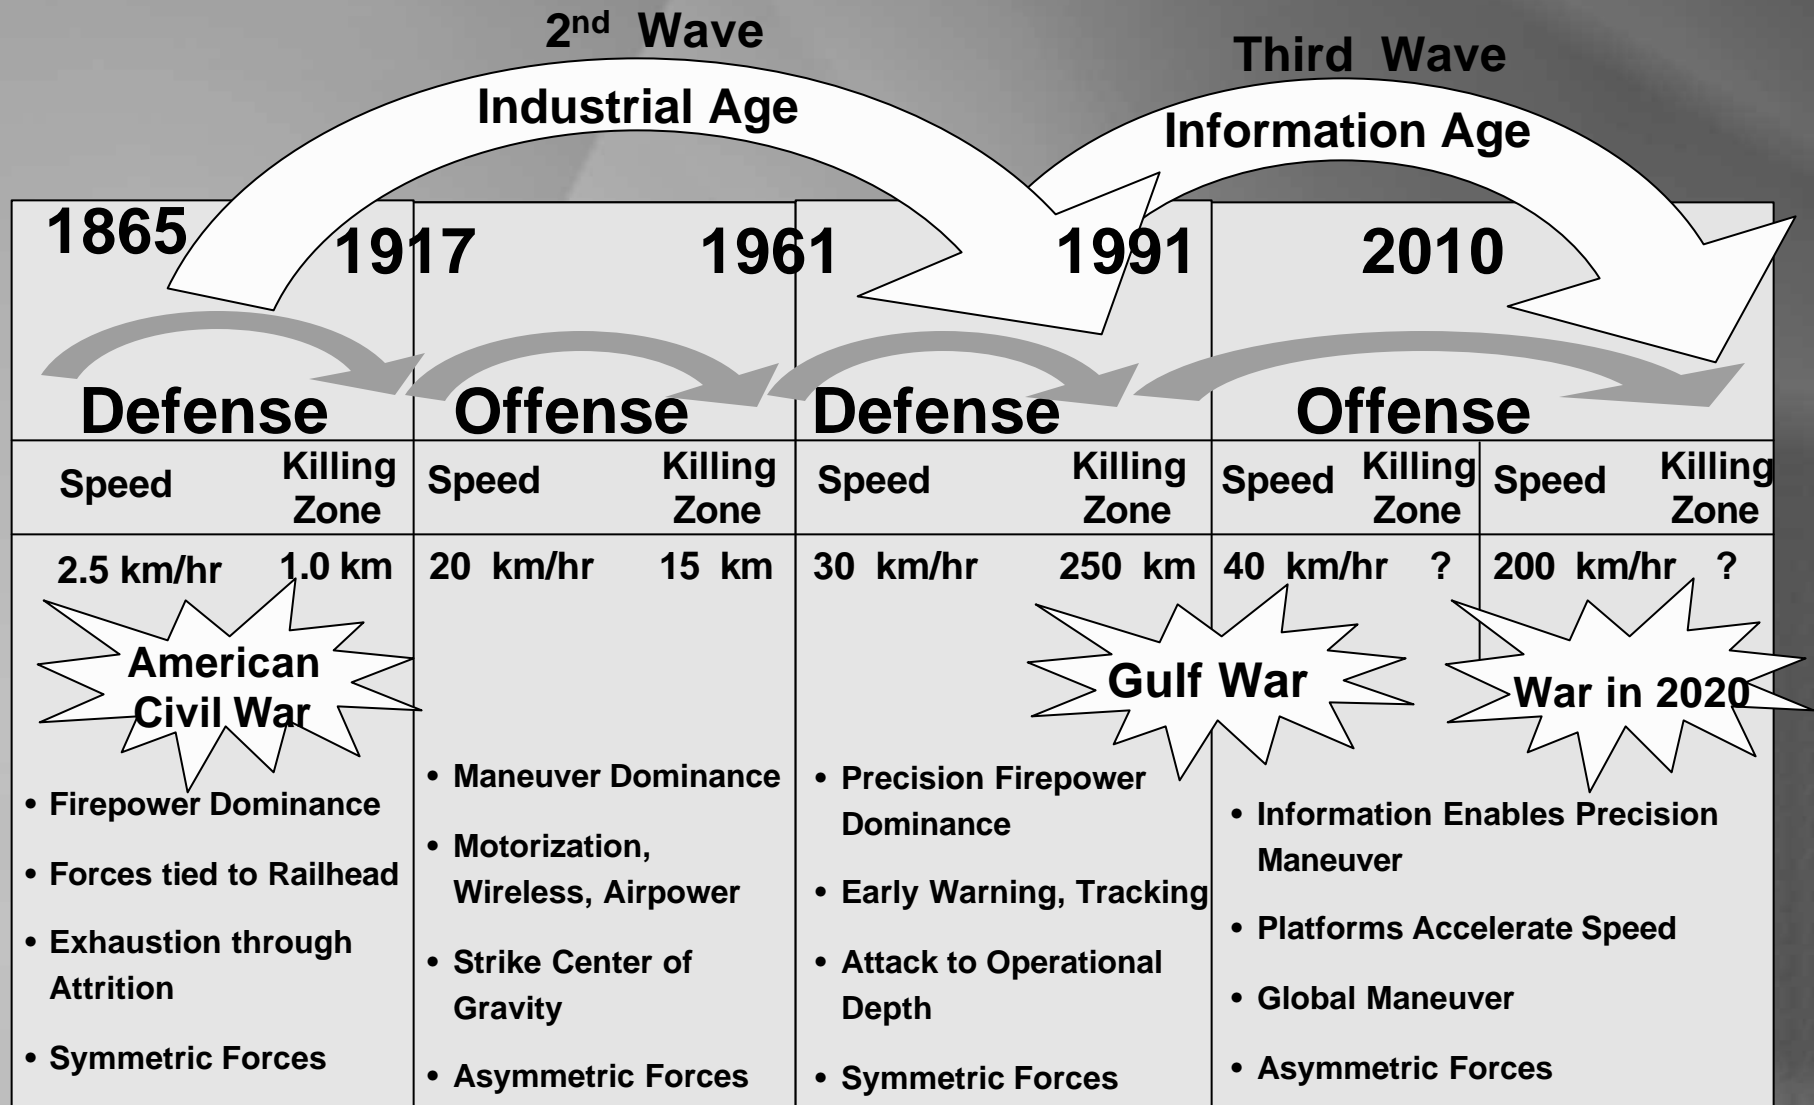 2nd Wave
Industrial Age
Third Wave
Information Age
1865
1917
1961
1991
2010
Defense
Offense
Defense
Offense
Speed
Killing
Zone
Speed
Killing
Zone
Speed
Killing
Zone
Speed
Killing
Zone
Speed
Killing
Zone
2.5 km/hr
1.0 km
20 km/hr
15 km
30 km/hr
250 km
40 km/hr
?
200 km/hr
?
American
Civil War
Gulf War
War in 2020
• Firepower Dominance
• Forces tied to Railhead
• Exhaustion through
Attrition
• Symmetric Forces
• Maneuver Dominance
• Motorization,
Wireless, Airpower
• Strike Center of
Gravity
• Asymmetric Forces
• Precision Firepower
Dominance
• Early Warning, Tracking
• Attack to Operational
Depth
• Symmetric Forces
• Information Enables Precision
Maneuver
• Platforms Accelerate Speed
• Global Maneuver
• Asymmetric Forces